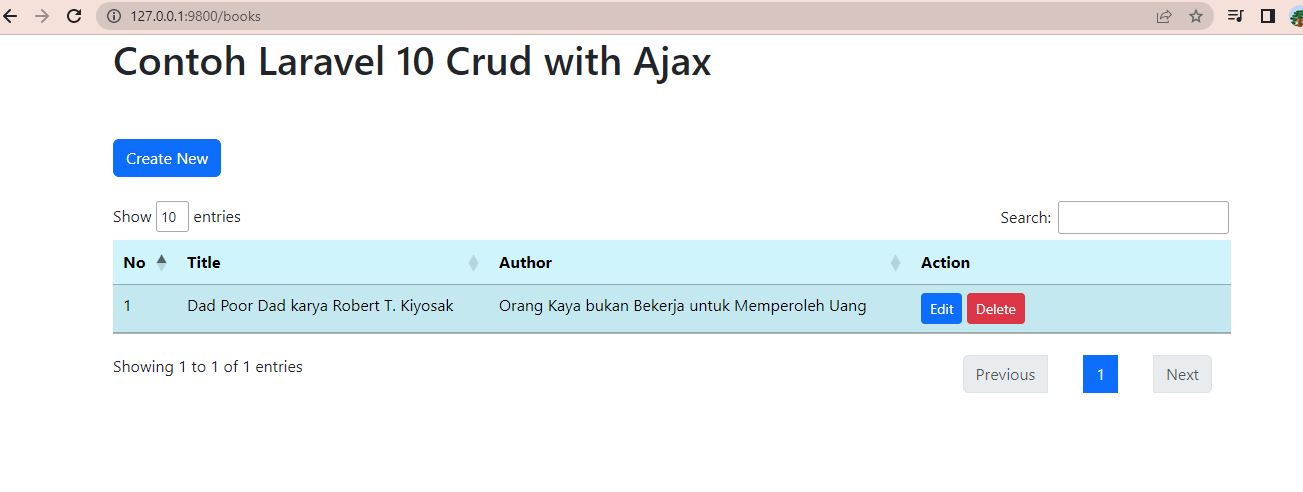 127.0.0.1:9800/books
Contoh Laravel 10 Crud with Ajax
Create New
Show 10 entries Search:
No Title Author Action
1 Dad Poor Dad karya Robert T. Kiyosak Orang Kaya bukan Bekerja untuk Memperoleh Uang Edit Delete
Showing 1 to 1 of 1 entries Previous 1 Next